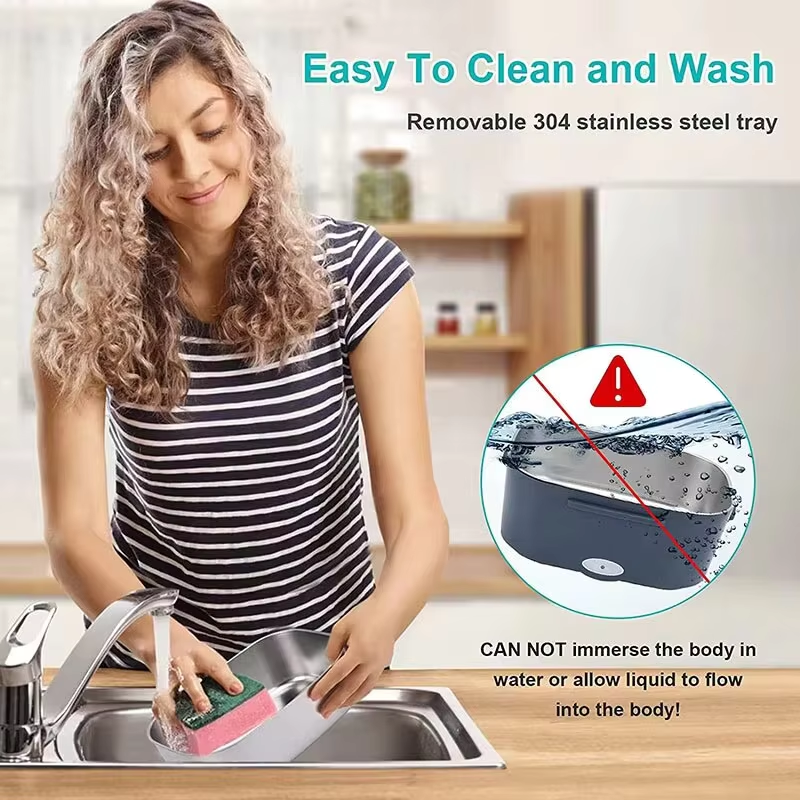 Easy To Clean and Wash
Removable 304 stainless steel tray
CAN NOT immerse the body in
water or allow liquid to flow
into the body!